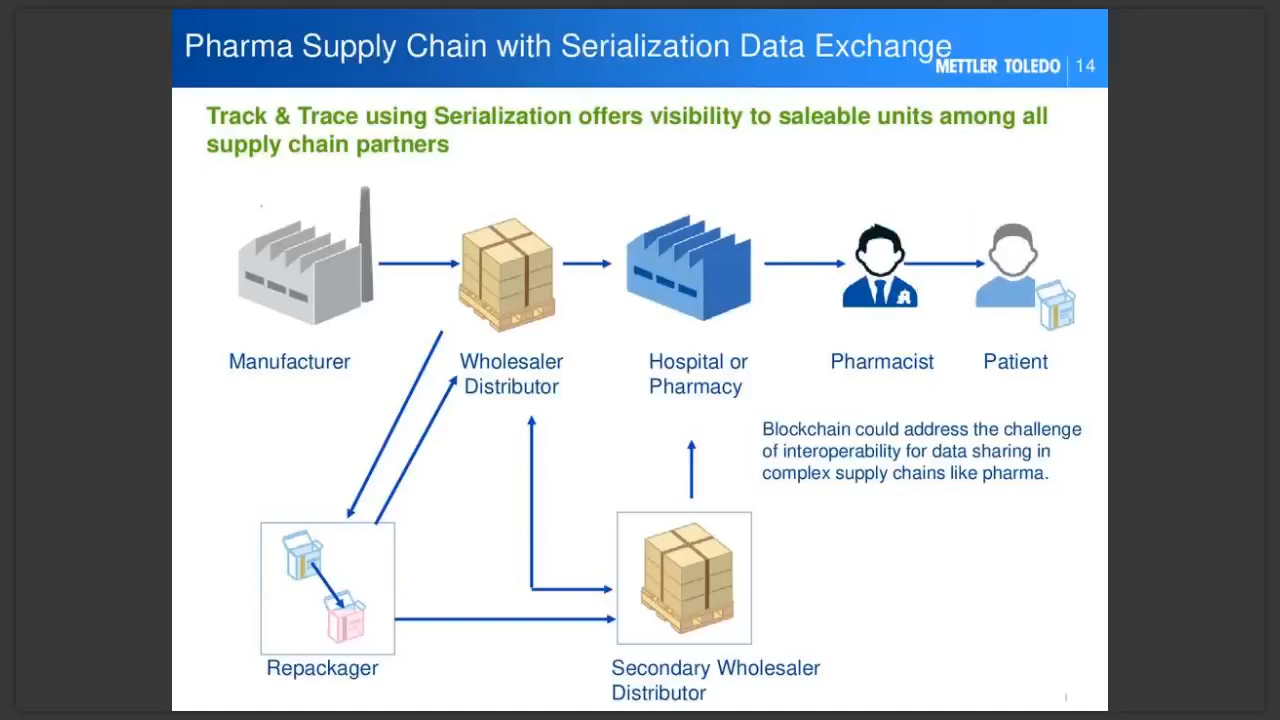 Pharma Supply Chain with Serialization Data Exchange
METTLER TOLEDO 14
Track & Trace using Serialization offers visibility to saleable units among all
supply chain partners
Manufacturer
Wholesaler
Distributor
Hospital or
Pharmacy
Pharmacist
Patient
Blockchain could address the challenge
of interoperability for data sharing in
complex supply chains like pharma.
Repackager
Secondary Wholesaler
Distributor